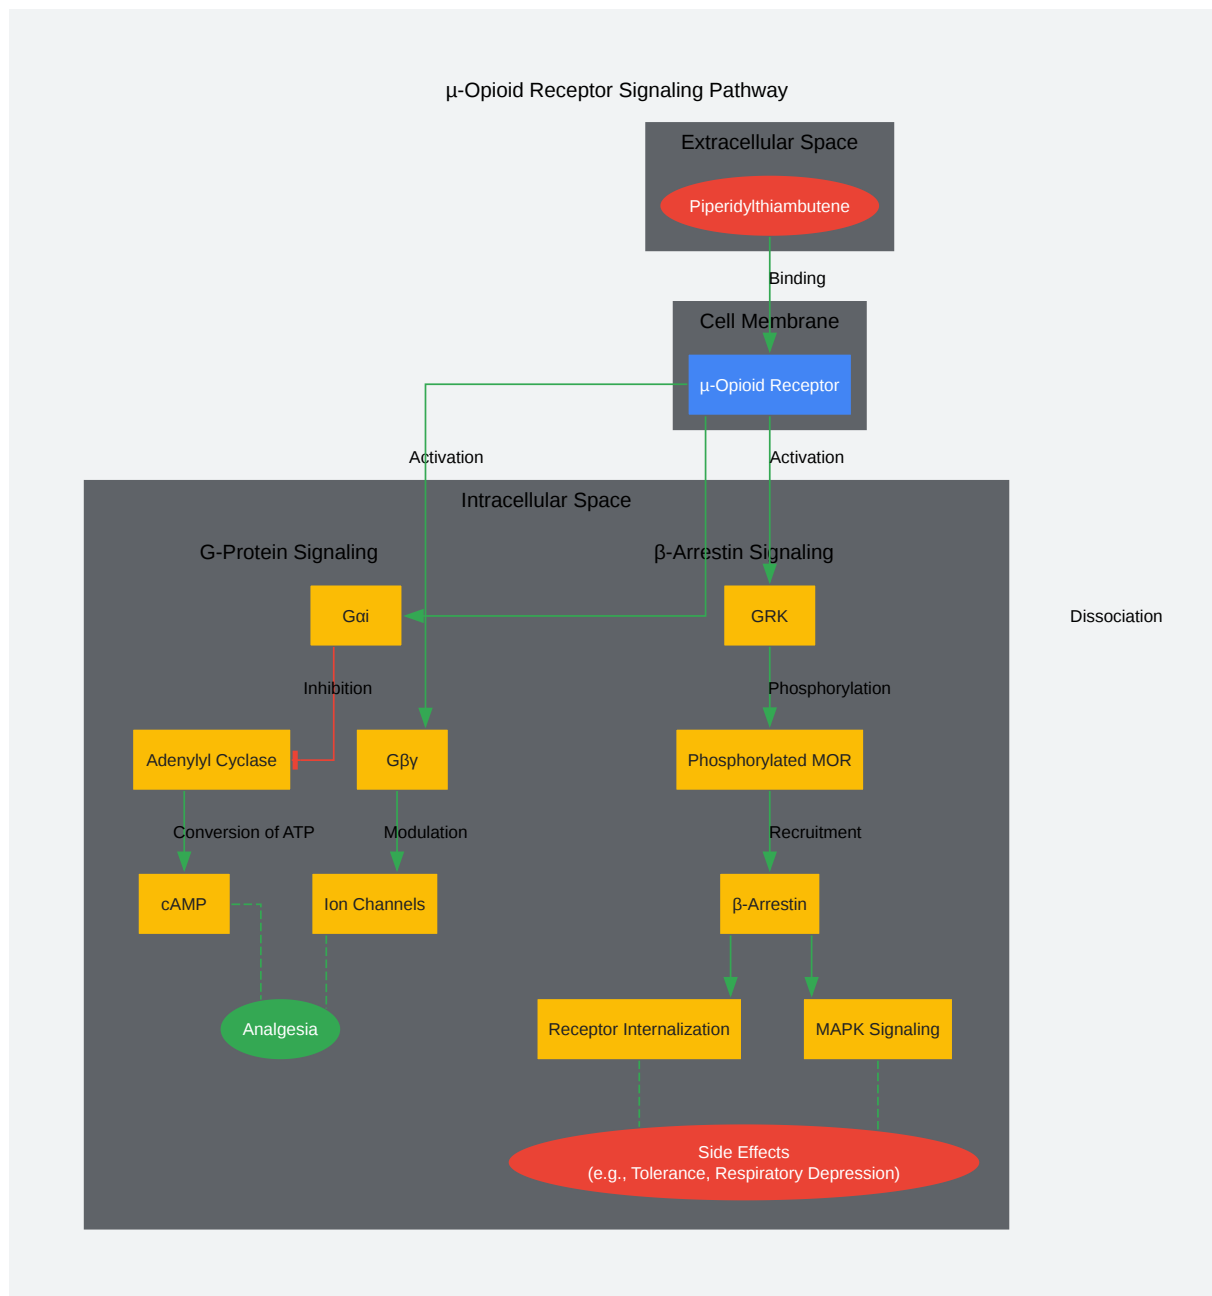 µ-Opioid Receptor Signaling Pathway
Extracellular Space
Piperidylthiambutene
Binding
Cell Membrane
µ-Opioid Receptor
Activation
Activation
Intracellular Space
G-Protein Signaling
β-Arrestin Signaling
Gαi
GRK
Dissociation
Inhibition
Phosphorylation
Adenylyl Cyclase
Gβγ
Phosphorylated MOR
Conversion of ATP
Modulation
Recruitment
cAMP
Ion Channels
β-Arrestin
Analgesia
Receptor Internalization
MAPK Signaling
Side Effects
(e.g., Tolerance, Respiratory Depression)